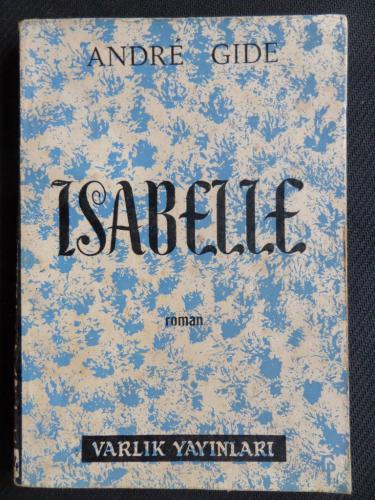 ANDRÉ GIDE
ISABELLE
roman
VARLIK YAYINLARI